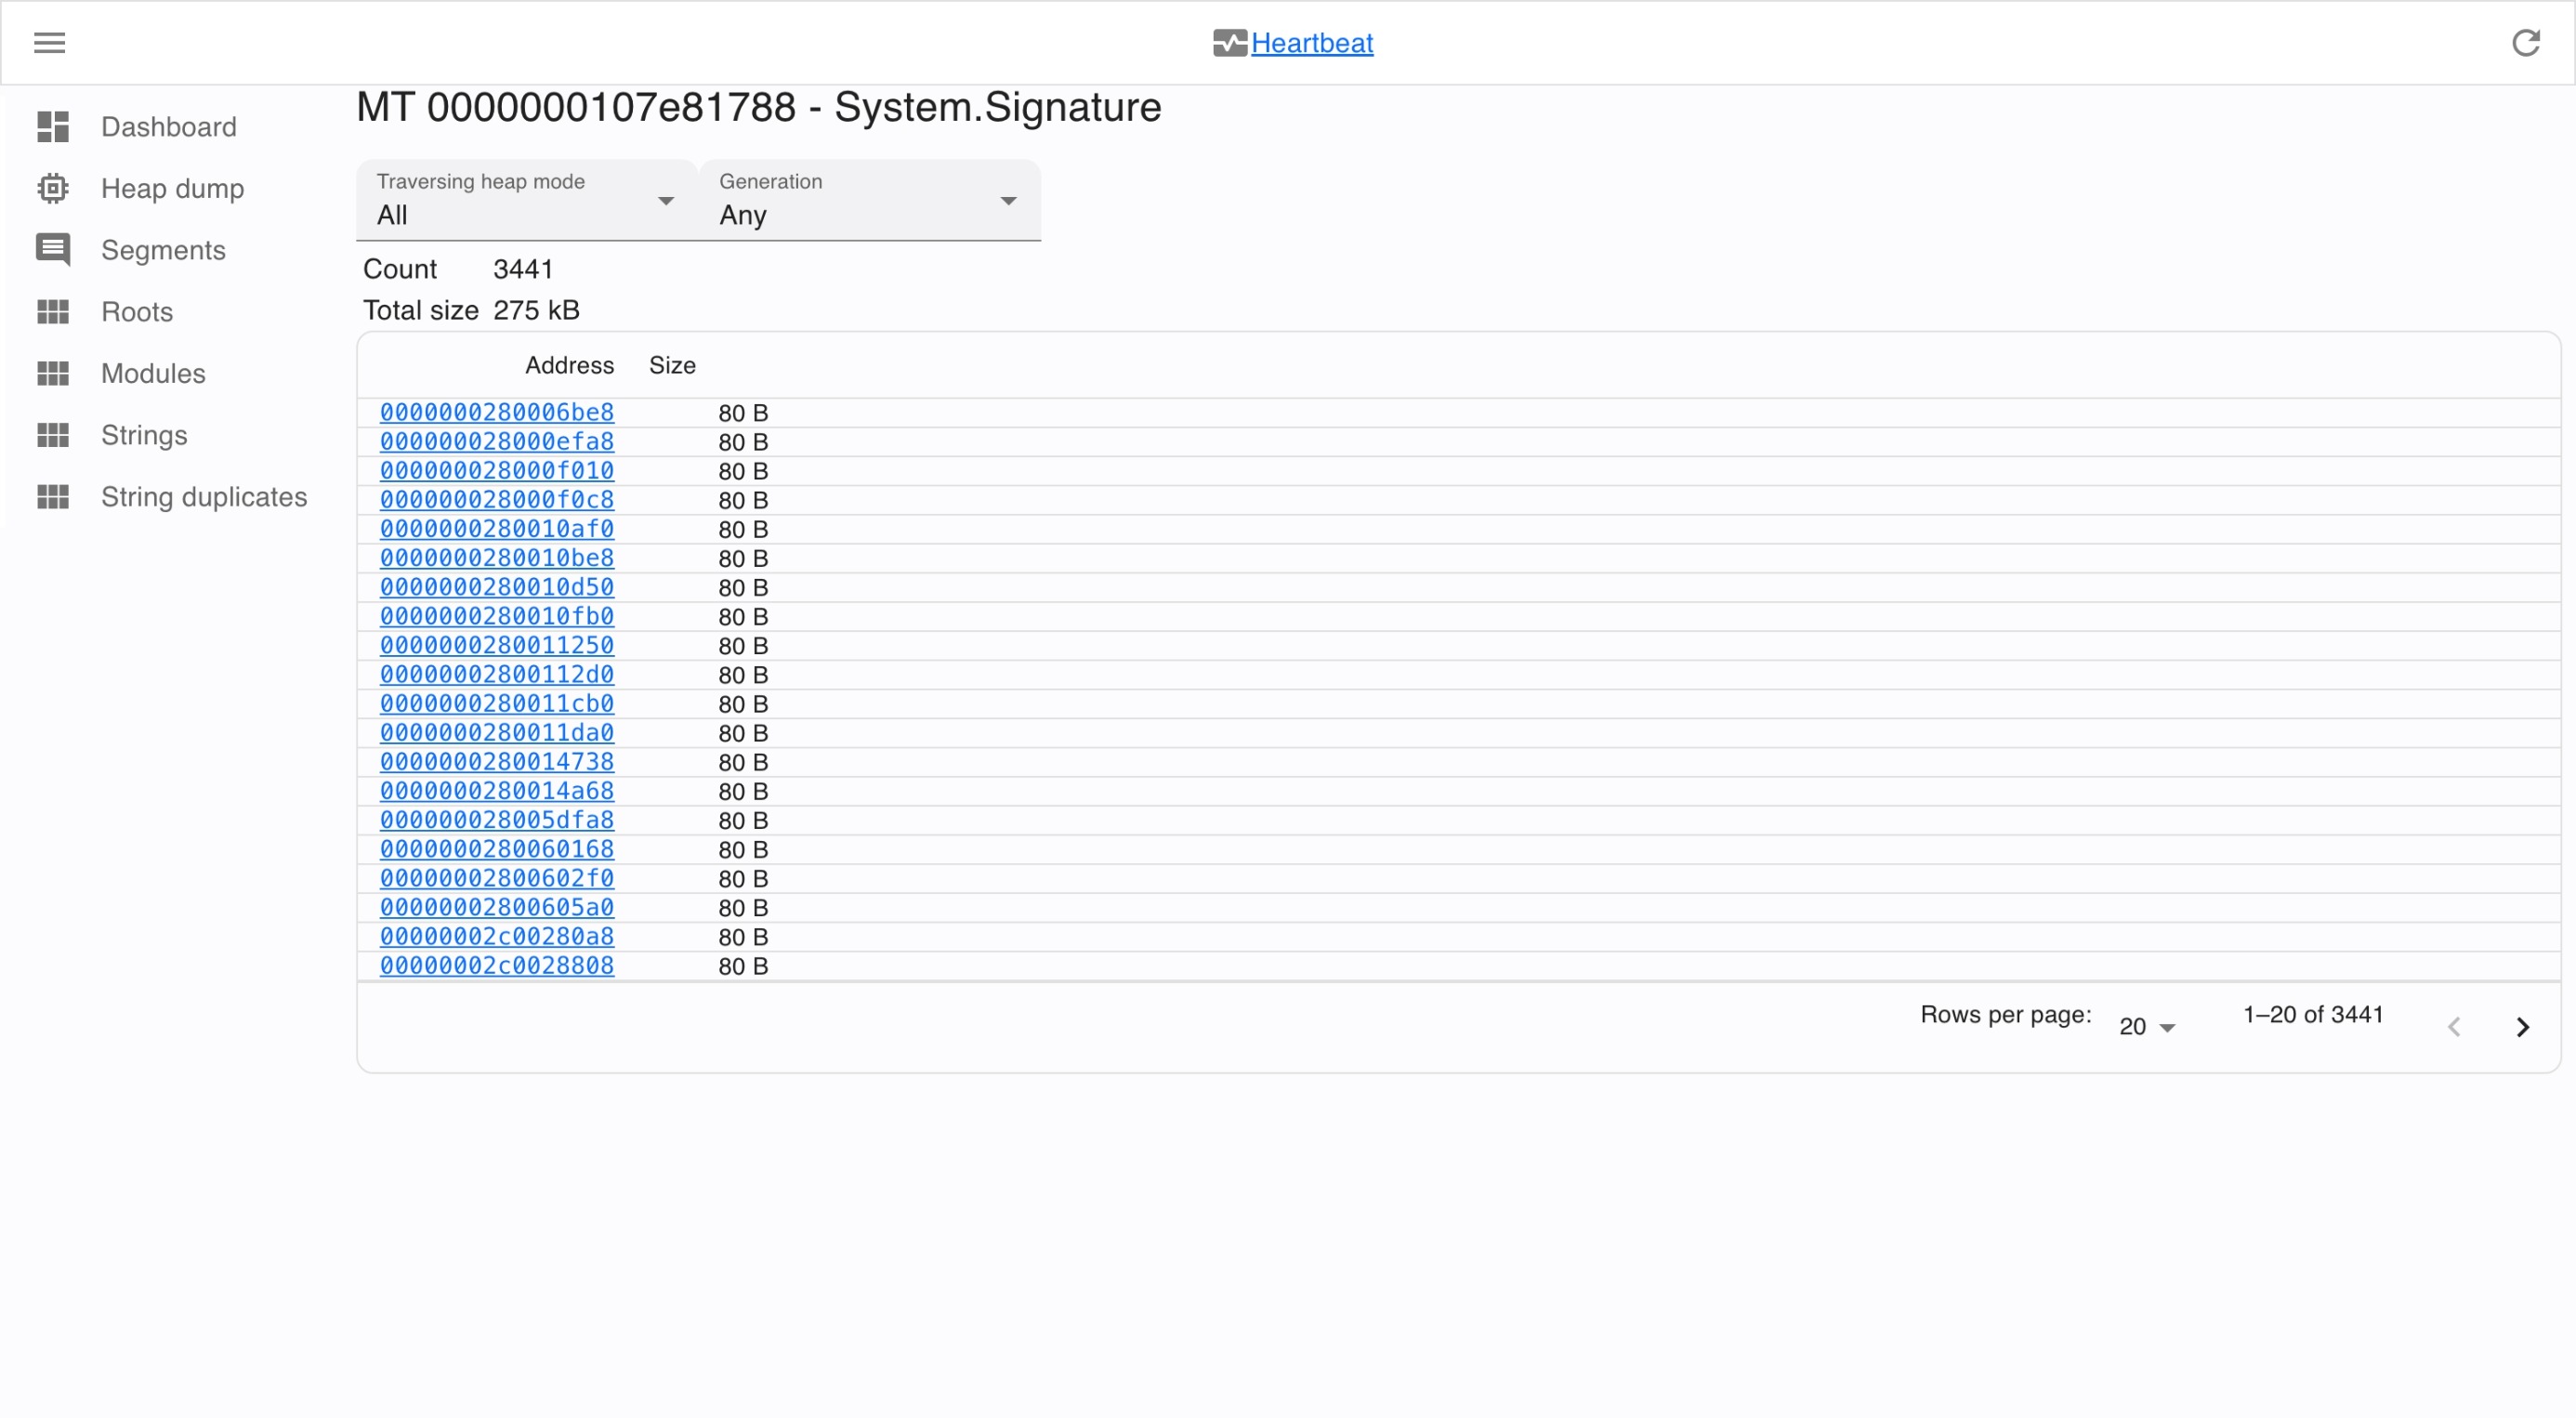 Heartbeat
Dashboard
Heap dump
Segments
Roots
Modules
Strings
String duplicates
MT 0000000107e81788 - System.Signature
Traversing heap mode
All
Generation
Any
Count 3441
Total size 275 kB
Address Size
0000000280006be8 80 B
000000028000efa8 80 B
000000028000f010 80 B
000000028000f0c8 80 B
0000000280010af0 80 B
0000000280010be8 80 B
0000000280010d50 80 B
0000000280010fb0 80 B
0000000280011250 80 B
00000002800112d0 80 B
0000000280011cb0 80 B
0000000280011da0 80 B
0000000280014738 80 B
0000000280014a68 80 B
000000028005dfa8 80 B
0000000280060168 80 B
00000002800602f0 80 B
00000002800605a0 80 B
00000002c00280a8 80 B
00000002c0028808 80 B
Rows per page: 20 1–20 of 3441